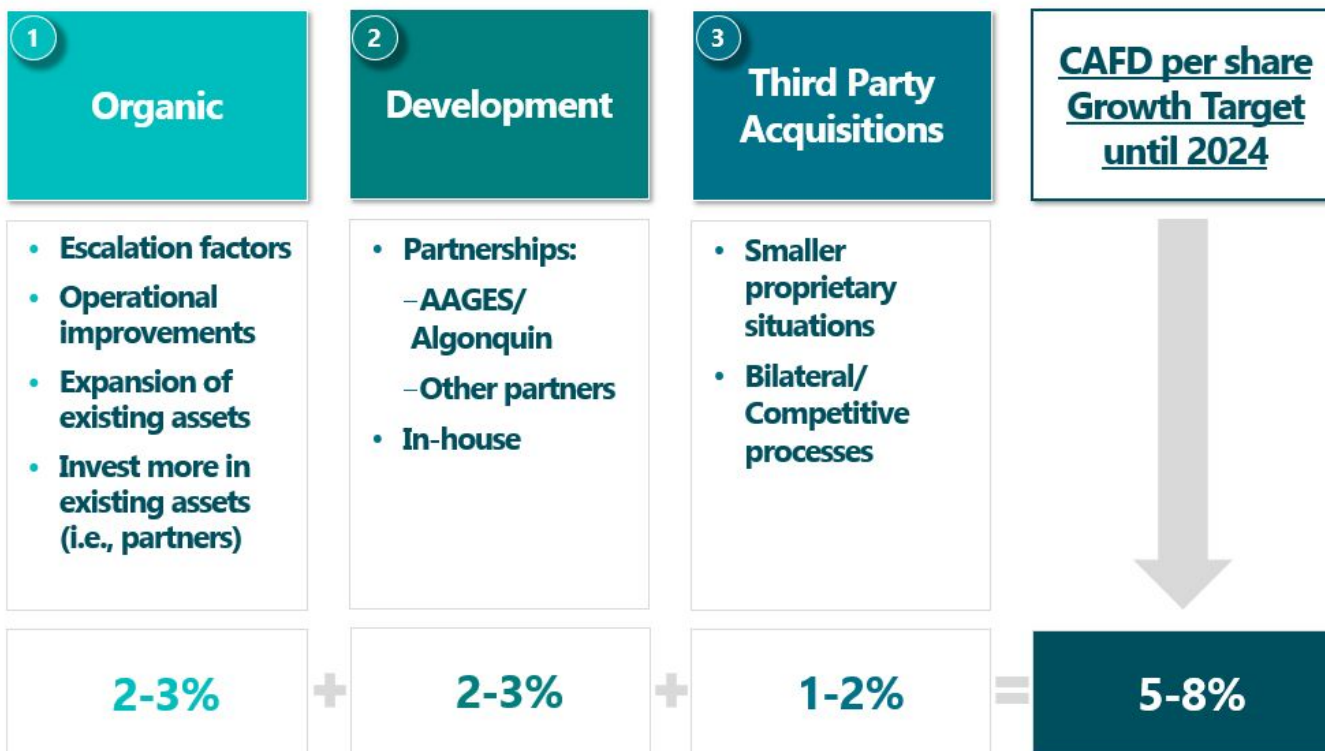 1
Organic
• Escalation factors
• Operational
improvements
• Expansion of
existing assets
• Invest more in
existing assets
(i.e., partners)
2-3%
+
2
Development
• Partnerships:
–AAGES/
Algonquin
–Other partners
• In-house
2-3%
+
3
Third Party
Acquisitions
• Smaller
proprietary
situations
• Bilateral/
Competitive
processes
1-2%
=
CAFD per share
Growth Target
until 2024
5-8%